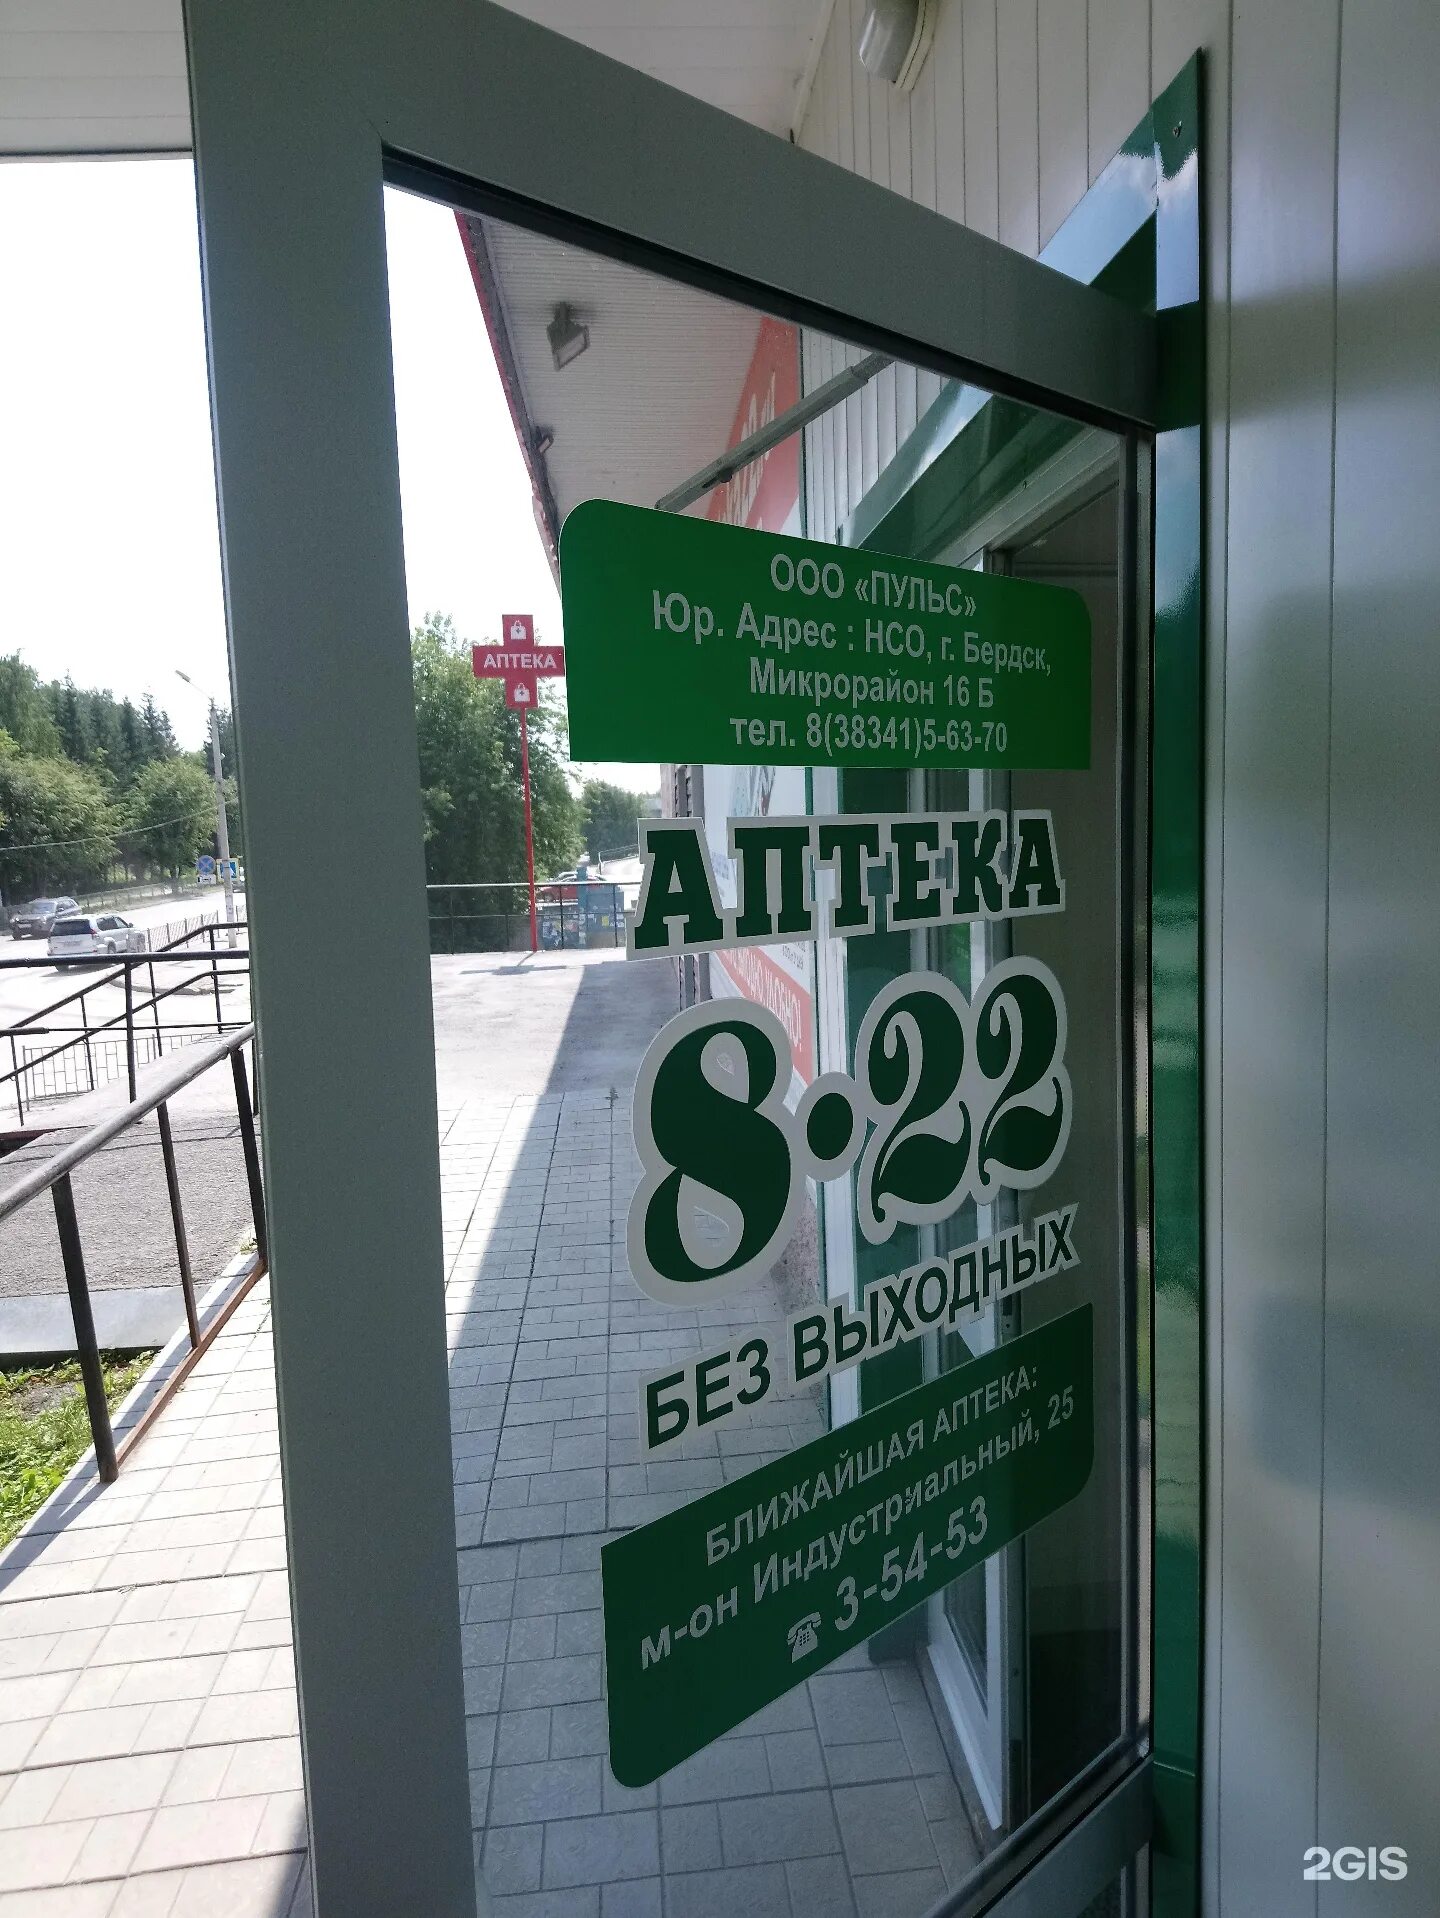 ООО «ПУЛЬС»
Юр. Адрес : НСО, г. Бердск,
Микрорайон 16 Б
тел. 8(38341)5-63-70
АПТЕКА
АПТЕКА
8•22
БЕЗ ВЫХОДНЫХ
БЛИЖАЙШАЯ АПТЕКА:
м-он Индустриальный, 25
☎ 3-54-53
2GIS